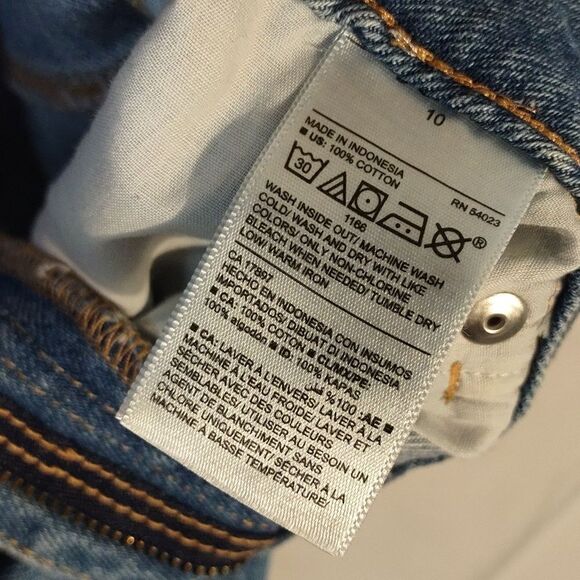 10
MADE IN INDONESIA
■ US: 100% COTTON
RN 54023
30
1166
®
WASH INSIDE OUT/ MACHINE WASH
COLD/ WASH AND DRY WITH LIKE
COLORS/ ONLY NON-CHLORINE
BLEACH WHEN NEEDED/ TUMBLE DRY
LOW/ WARM IRON
CA 17897
HECHO EN INDONESIA CON INSUMOS
IMPORTADOS/ DIBUAT DI INDONESIA
■ CA: 100% COTTON ■ CL/MX/PE:
100% algodón ■ ID: 100% KAPAS
■ AE: 100%
■ CA: LAVER À L'ENVERS/ LAVER À LA
MACHINE À L'EAU FROIDE/ LAVER ET
SÉCHER AVEC DES COULEURS
SEMBLABLES/ UTILISER AU BESOIN UN
AGENT DE BLANCHIMENT SANS
CHLORE UNIQUEMENT/ SÉCHER À LA
MACHINE À BASSE TEMPÉRATURE/